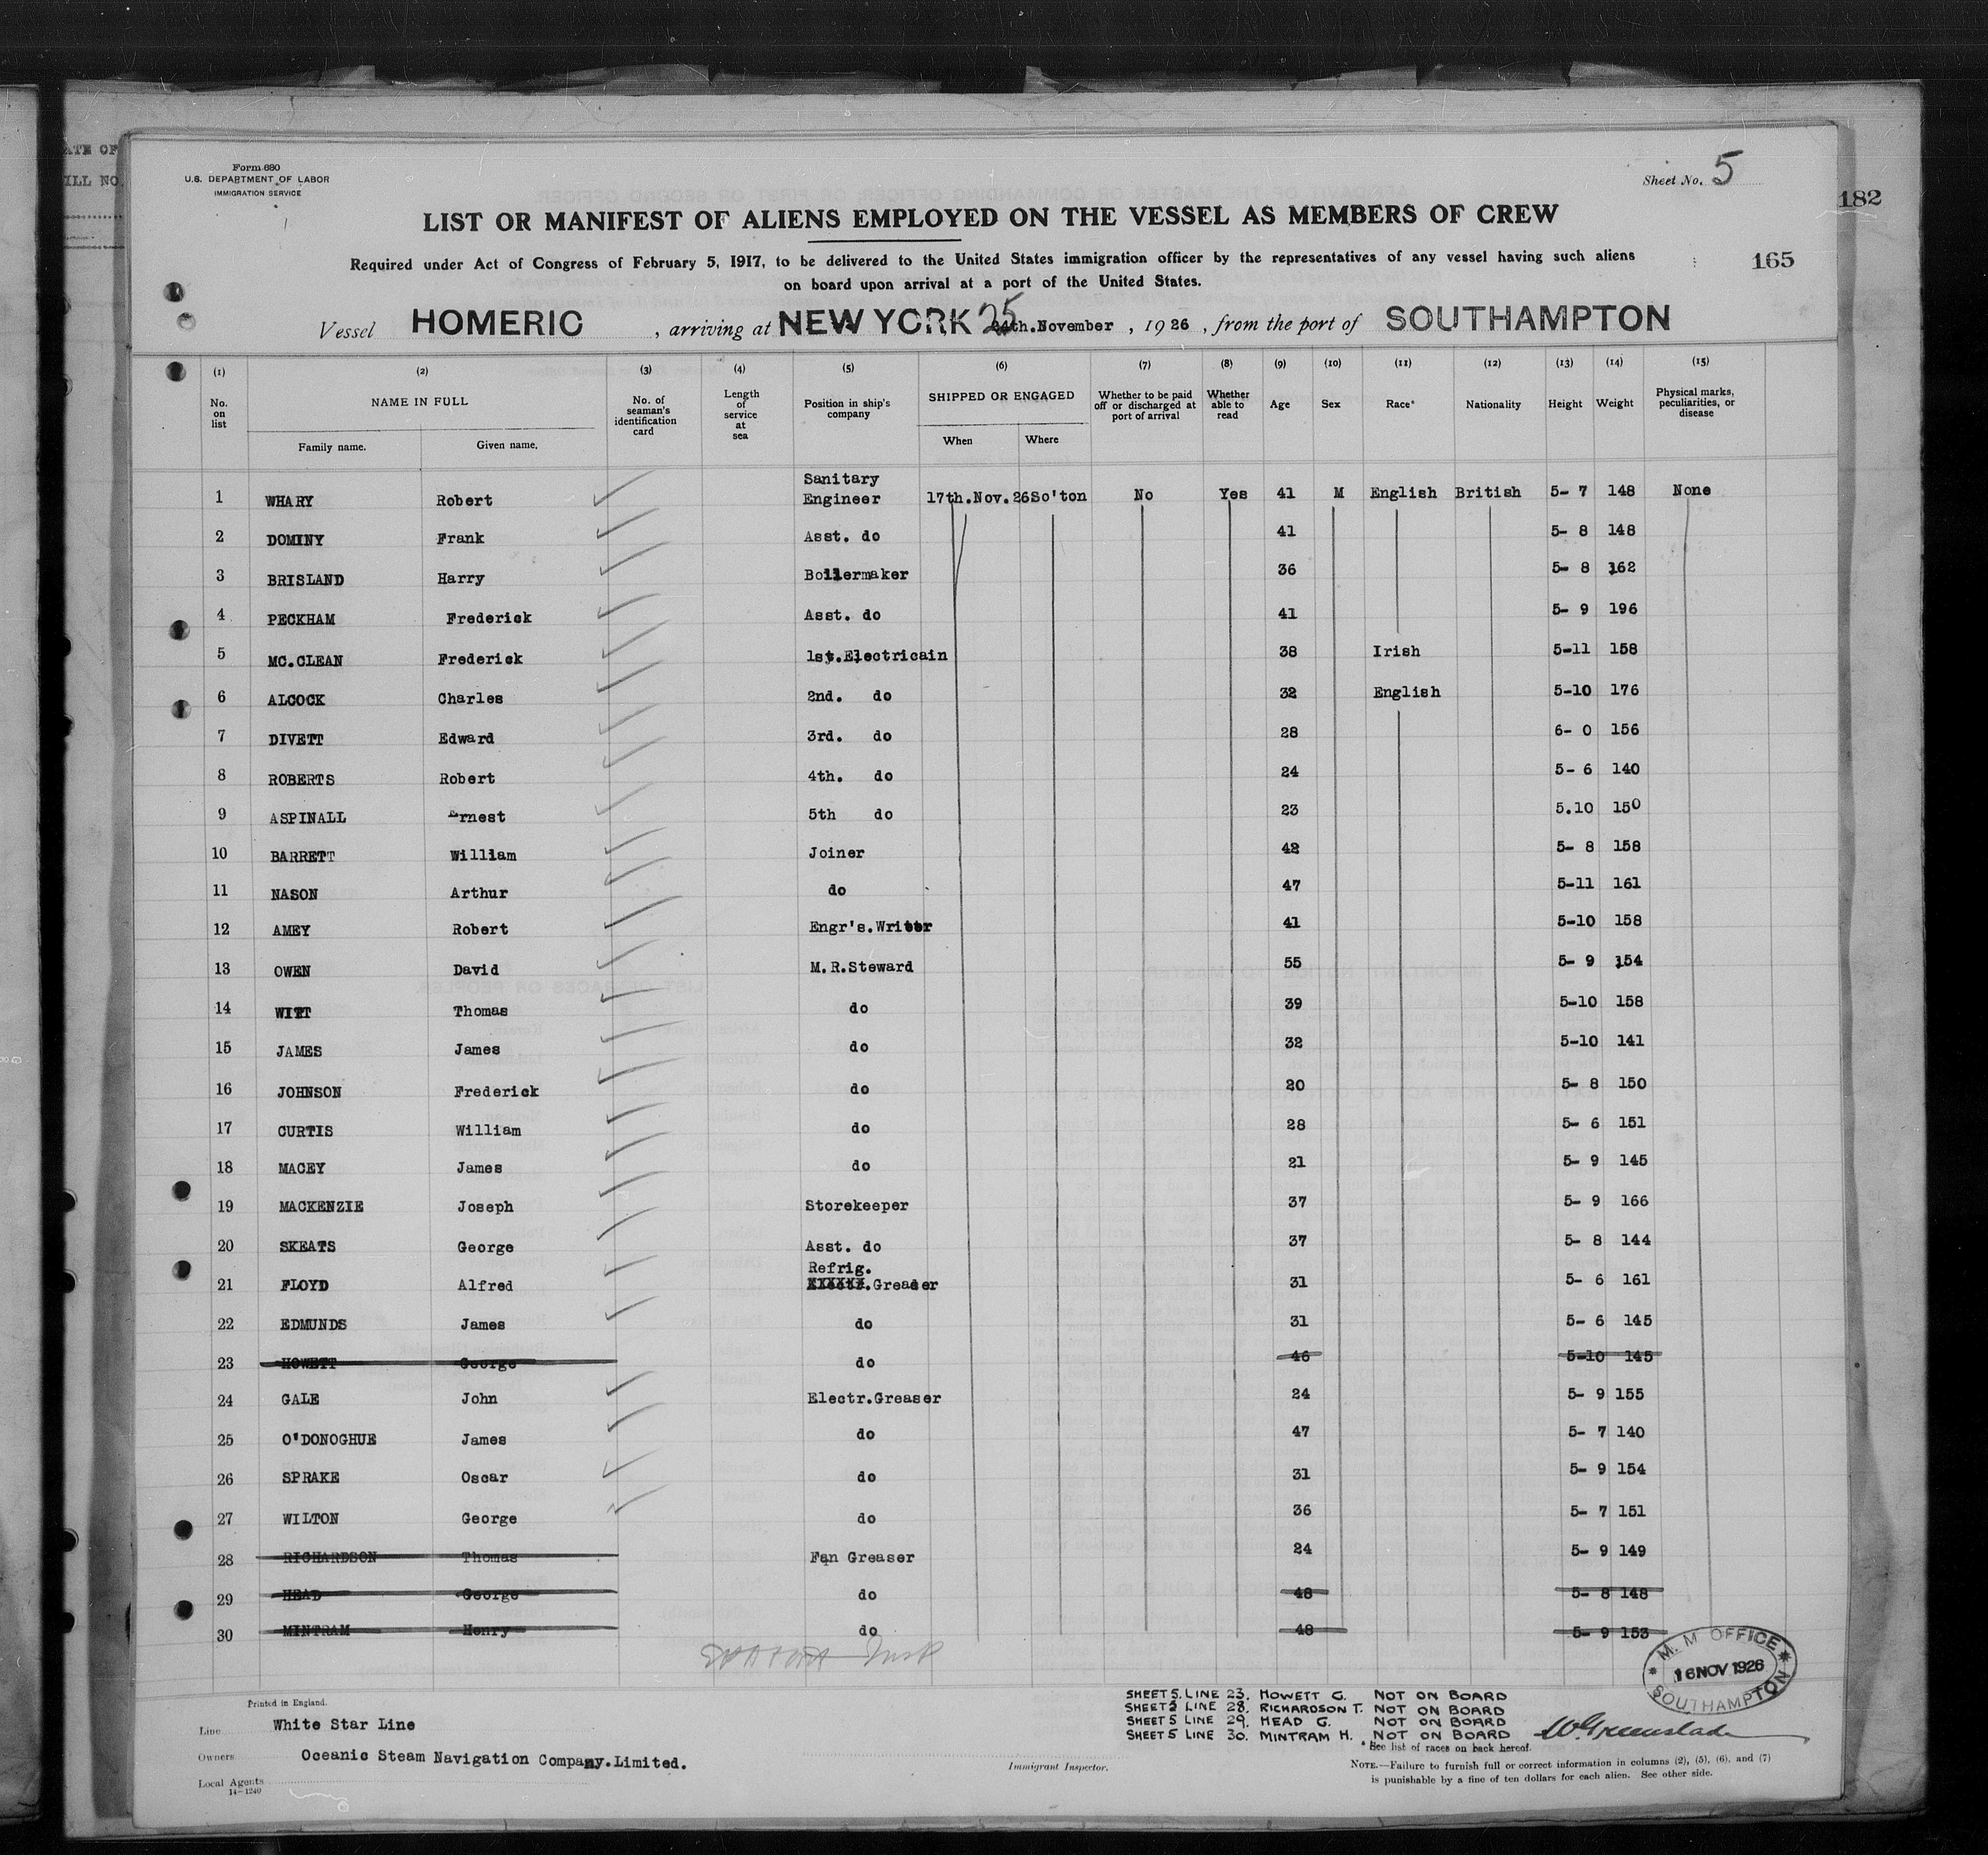 ATE OF
ILL NO.
Form 680
U.S. DEPARTMENT OF LABOR
IMMIGRATION SERVICE
Sheet No. 5
182
LIST OR MANIFEST OF ALIENS EMPLOYED ON THE VESSEL AS MEMBERS OF CREW
Required under Act of Congress of February 5, 1917, to be delivered to the United States immigration officer by the representatives of any vessel having such aliens
on board upon arrival at a port of the United States.
165
Vessel HOMERIC, arriving at NEW YORK 25 24th.November, 1926, from the port of SOUTHAMPTON
(1) (2) (3) (4) (5) (6) (7) (8) (9) (10) (11) (12) (13) (14) (15)
No. on list NAME IN FULL No. of seaman's identification card Length of service at sea Position in ship's company SHIPPED OR ENGAGED Whether to be paid off or discharged at port of arrival Whether able to read Age Sex Race* Nationality Height Weight Physical marks, peculiarities, or disease
Family name. Given name. When Where
1 WHARY Robert Sanitary Engineer 17th.Nov.26 So'ton No Yes 41 M English British 5- 7 148 None
2 DOMINY Frank Asst. do 41 5- 8 148
3 BRISLAND Harry Boilermaker 36 5- 8 162
4 PECKHAM Frederick Asst. do 41 5- 9 196
5 MC.CLEAN Frederick 1st.Electricain 38 Irish 5-11 158
6 ALCOCK Charles 2nd. do 32 English 5-10 176
7 DIVETT Edward 3rd. do 28 6- 0 156
8 ROBERTS Robert 4th. do 24 5- 6 140
9 ASPINALL Ernest 5th do 23 5.10 150
10 BARRETT William Joiner 42 5- 8 158
11 NASON Arthur do 47 5-11 161
12 AMEY Robert Engr's.Writer 41 5-10 158
13 OWEN David M.R.Steward 55 5- 9 154
14 WITT Thomas do 39 5-10 158
15 JAMES James do 32 5-10 141
16 JOHNSON Frederick do 20 5- 8 150
17 CURTIS William do 28 5- 6 151
18 MACEY James do 21 5- 9 145
19 MACKENZIE Joseph Storekeeper 37 5- 9 166
20 SKEATS George Asst. do 37 5- 8 144
21 FLOYD Alfred Refrig. Greaser 31 5- 6 161
22 EDMUNDS James do 31 5- 6 145
23 HOWETT George do 46 5-10 145
24 GALE John Electr.Greaser 24 5- 9 155
25 O'DONOGHUE James do 47 5- 7 140
26 SPRAKE Oscar do 31 5- 9 154
27 WILTON George do 36 5- 7 151
28 RICHARDSON Thomas Fan Greaser 24 5- 9 149
29 HEAD George do 48 5- 8 148
30 MINTRAM Henry do 48 5- 9 153
M. M OFFICE
16 NOV 1926
SOUTHAMPTON
Printed in England.
SHEET 5. LINE 23. HOWETT G. NOT ON BOARD
SHEET 5 LINE 28. RICHARDSON T. NOT ON BOARD
SHEET 5 LINE 29. HEAD G. NOT ON BOARD
SHEET 5 LINE 30. MINTRAM H. NOT ON BOARD
Line White Star Line
Owners Oceanic Steam Navigation Company.Limited.
Local Agents
14-1240
Immigrant Inspector.
* See list of races on back hereof.
NOTE.—Failure to furnish full or correct information in columns (2), (5), (6), and (7)
is punishable by a fine of ten dollars for each alien. See other side.